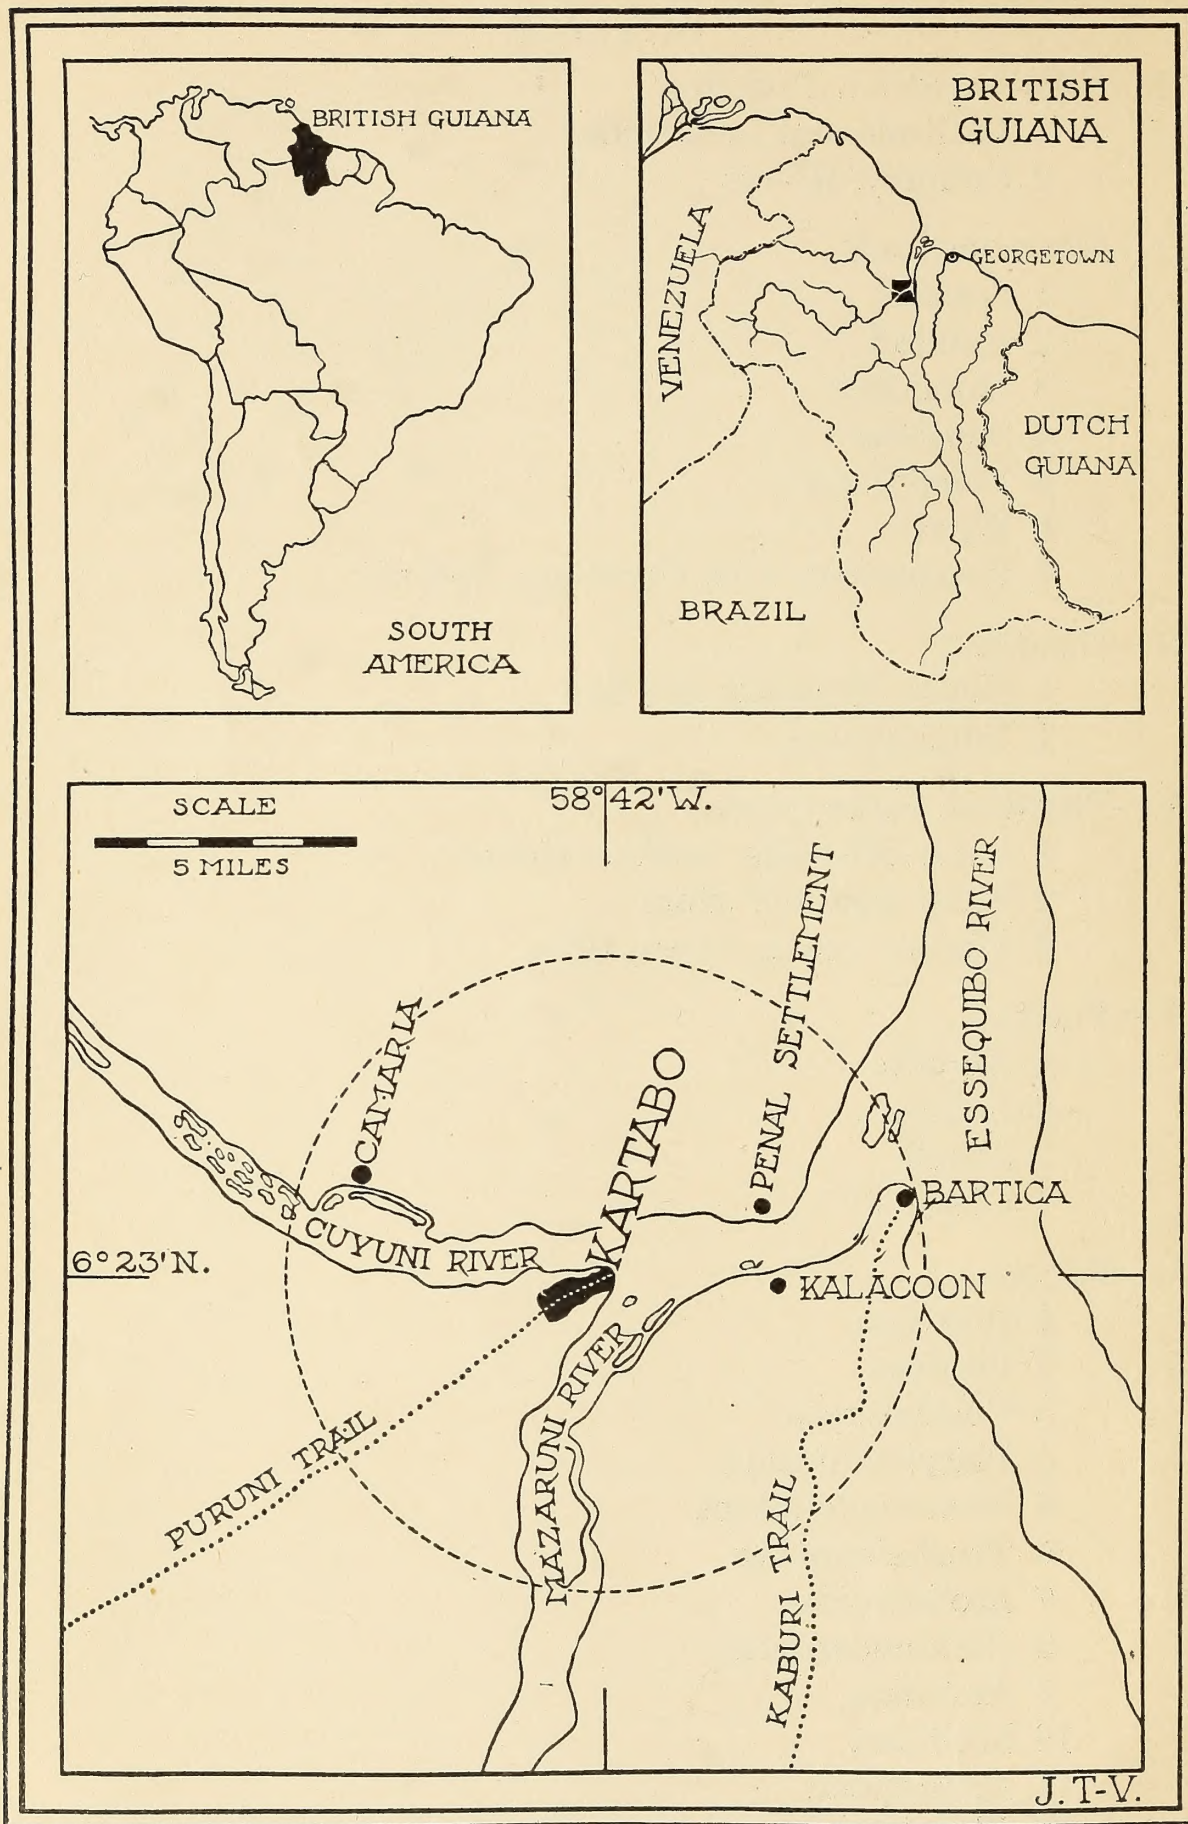 BRITISH GUIANA
SOUTH
AMERICA
BRITISH
GUIANA
VENEZUELA
GEORGETOWN
DUTCH
GUIANA
BRAZIL
SCALE
5 MILES
58°42'W.
PENAL SETTLEMENT
ESSEQUIBO RIVER
CAMARIA
KARTABO
BARTICA
CUYUNI RIVER
6°23'N.
KALACOON
MAZARUNI RIVER
PURUNI TRAIL
KABURI TRAIL
J. T-V.